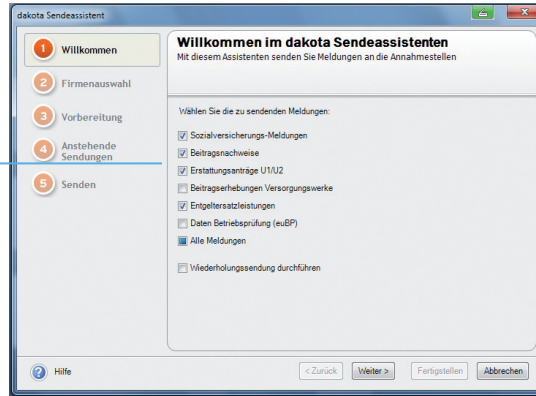 dakota Sendeassistent
1 Willkommen
2 Firmenauswahl
3 Vorbereitung
4 Anstehende
Sendungen
5 Senden
Willkommen im dakota Sendeassistenten
Mit diesem Assistenten senden Sie Meldungen an die Annahmestellen
Wählen Sie die zu sendenden Meldungen:
Sozialversicherungs-Meldungen
Beitragsnachweise
Erstattungsanträge U1/U2
Beitragserhebungen Versorgungswerke
Entgeltersatzleistungen
Daten Betriebsprüfung (euBP)
Alle Meldungen
Wiederholungssendung durchführen
? Hilfe
< Zurück
Weiter >
Fertigstellen
Abbrechen